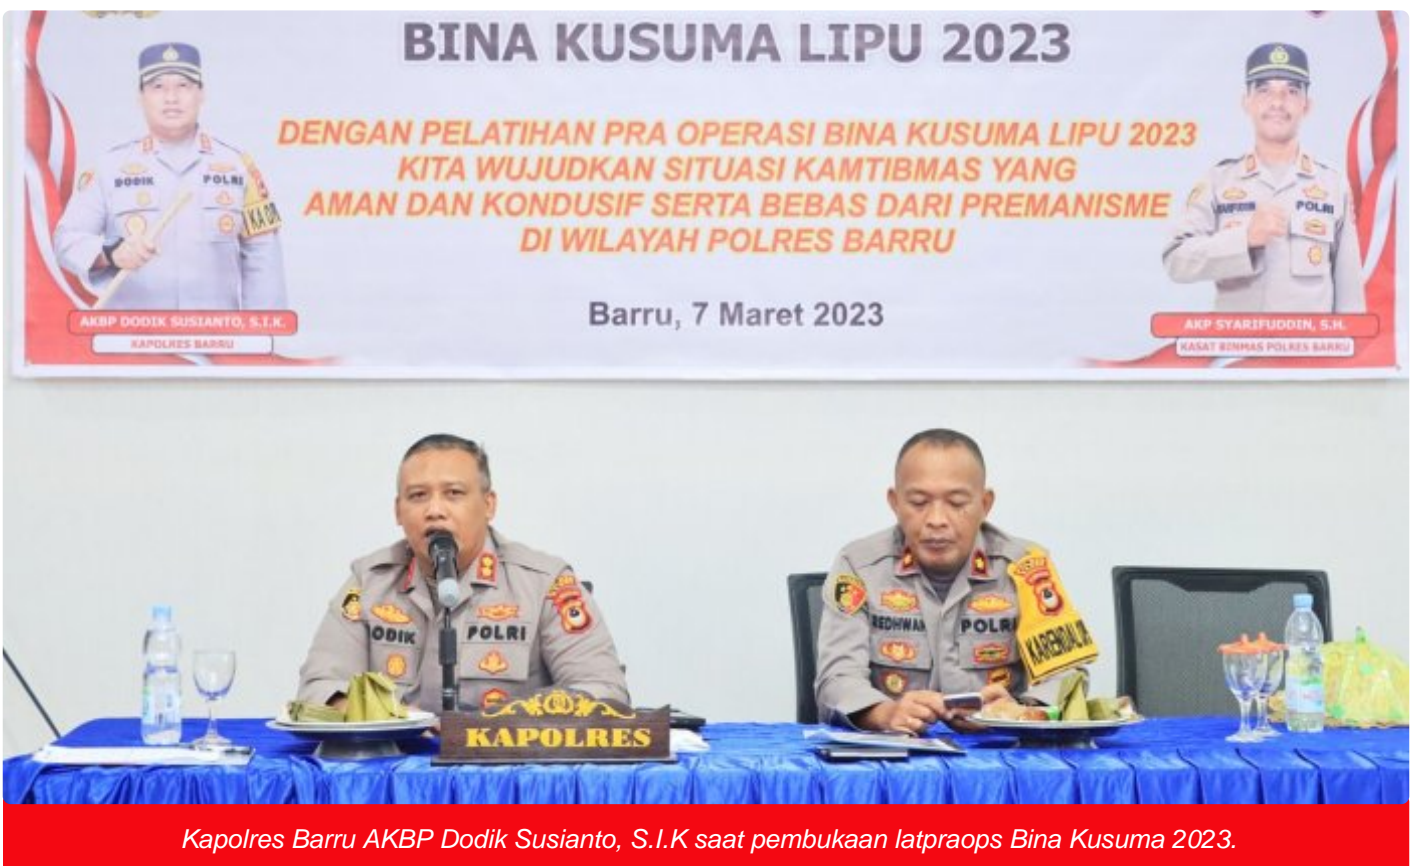 BINA KUSUMA LIPU 2023
DENGAN PELATIHAN PRA OPERASI BINA KUSUMA LIPU 2023
KITA WUJUDKAN SITUASI KAMTIBMAS YANG
AMAN DAN KONDUSIF SERTA BEBAS DARI PREMANISME
DI WILAYAH POLRES BARRU
Barru, 7 Maret 2023
DODIK POLRI
POLRI
AKBP DODIK SUSIANTO, S.I.K.
KAPOLRES BARRU
AKP SYARIFUDDIN, S.H.
KASAT BINMAS POLRES BARRU
DODIK POLRI
REDHWAN POLRI
KARENDALOPS
KAPOLRES
Kapolres Barru AKBP Dodik Susianto, S.I.K saat pembukaan latpraops Bina Kusuma 2023.